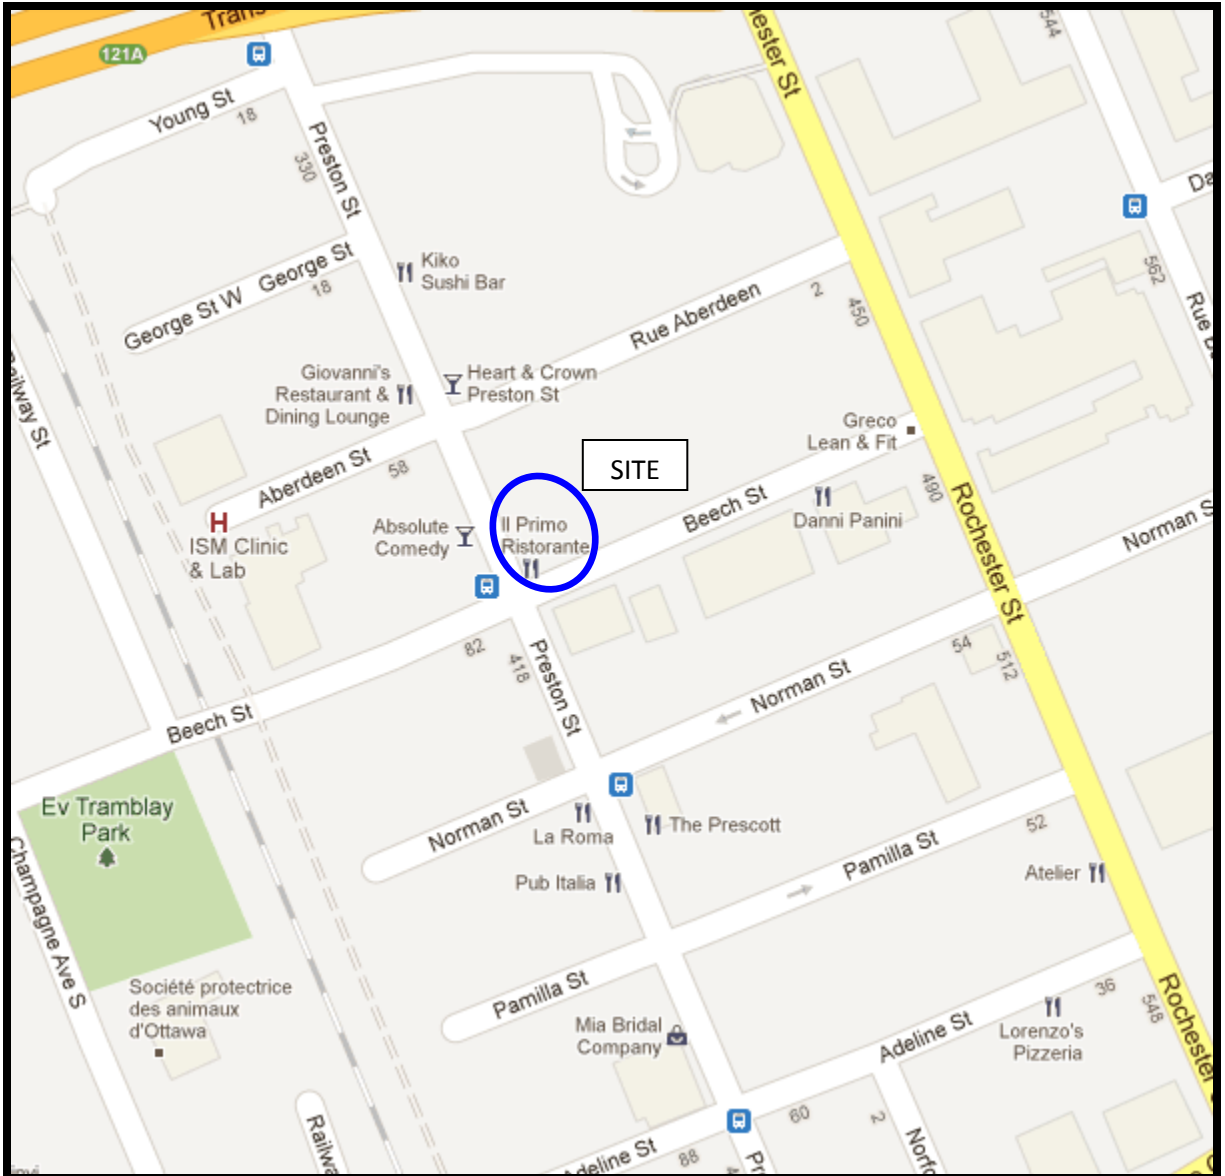 Trans
121A
Young St
18
Preston St
330
ester St
544
Da
562
Rue
Kiko
Sushi Bar
George St W
George St
18
Rue Aberdeen
2
450
Railway St
Giovanni's
Restaurant &
Dining Lounge
Heart & Crown
Preston St
Greco
Lean & Fit
SITE
Aberdeen St
58
490
Rochester St
Norman S
H
ISM Clinic
& Lab
Absolute
Comedy
Il Primo
Ristorante
Beech St
Danni Panini
82
418
Preston St
54
512
Norman St
Beech St
Ev Tramblay
Park
Norman St
La Roma
The Prescott
52
Pamilla St
Champagne Ave S
Pub Italia
Atelier
Société protectrice
des animaux
d'Ottawa
Pamilla St
Mia Bridal
Company
36
548
Rochester
Adeline St
Lorenzo's
Pizzeria
60
2
Norfo
Railwa
Adeline St
88
Pr